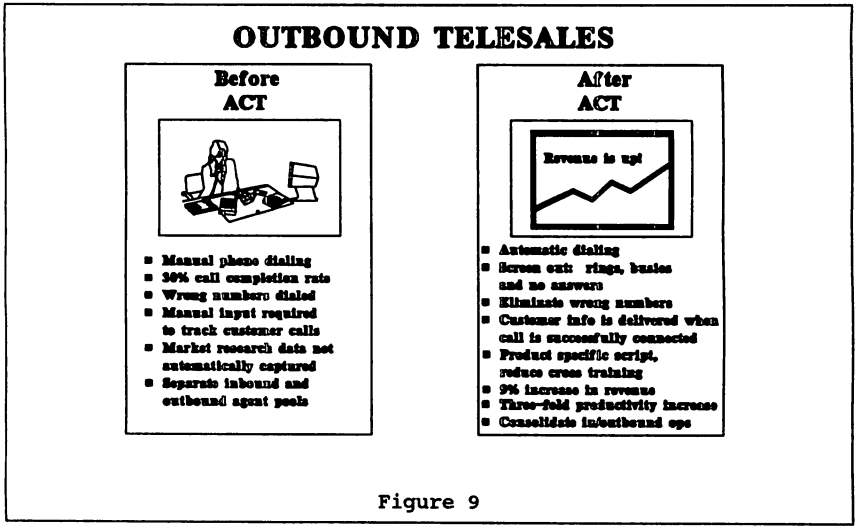 OUTBOUND TELESALES
Before
ACT
■ Manual phone dialing
■ 30% call completion rate
■ Wrong numbers dialed
■ Manual input required
to track customer calls
■ Market research data not
automatically captured
■ Separate inbound and
outbound agent pools
After
ACT
Revenue is up!
■ Automatic dialing
■ Screen out: rings, busies
and no answers
■ Eliminate wrong numbers
■ Customer info is delivered when
call is successfully connected
■ Product specific script,
reduce cross training
■ 9% increase in revenue
■ Three-fold productivity increase
■ Consolidate in/outbound ops
Figure 9